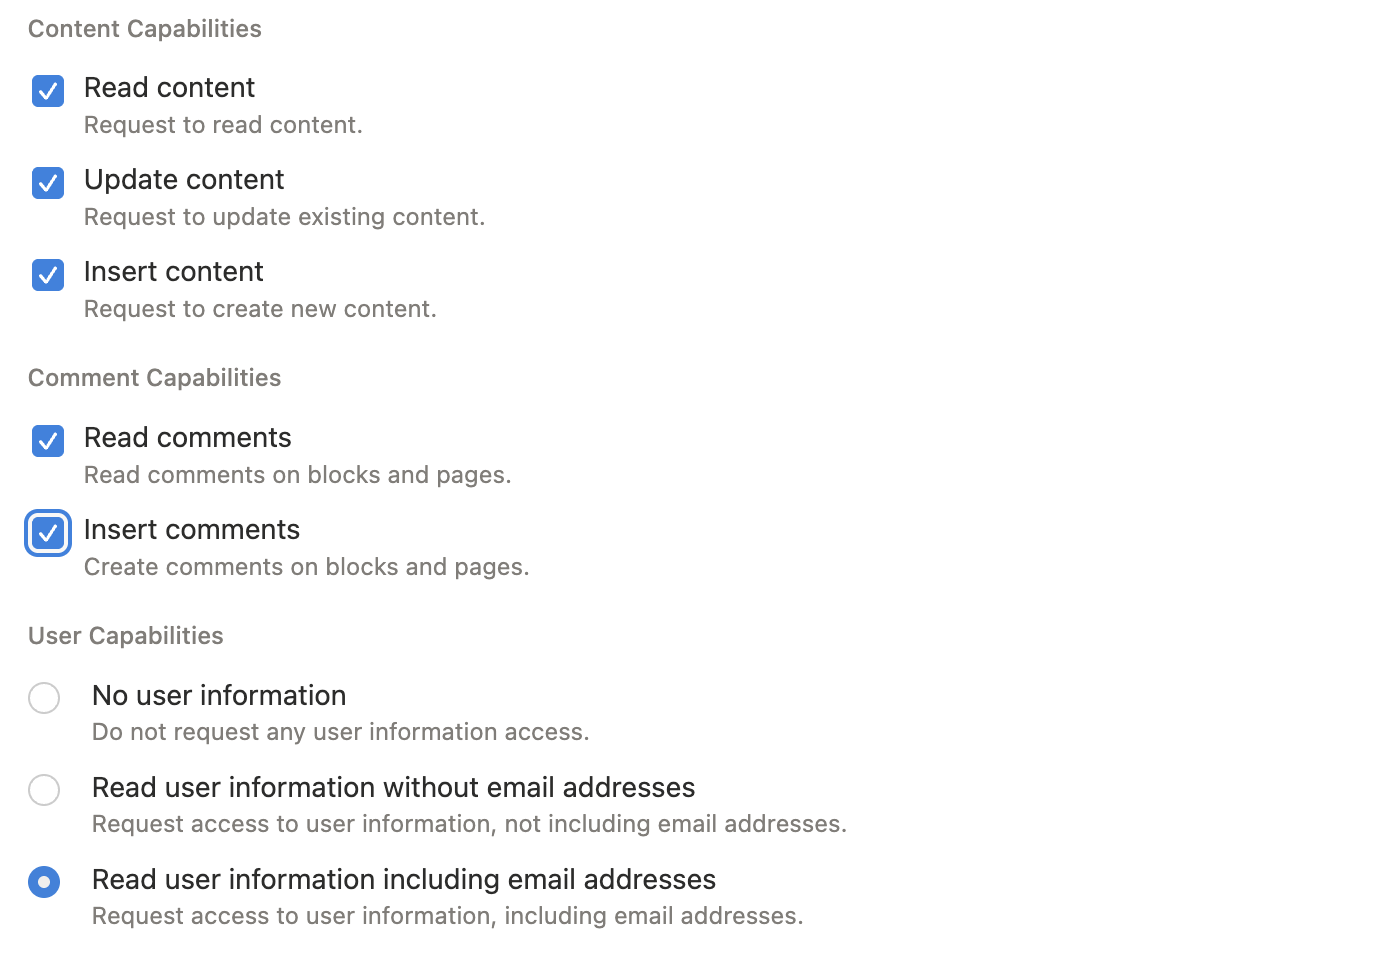 Content Capabilities
Read content
Request to read content.
Update content
Request to update existing content.
Insert content
Request to create new content.
Comment Capabilities
Read comments
Read comments on blocks and pages.
Insert comments
Create comments on blocks and pages.
User Capabilities
No user information
Do not request any user information access.
Read user information without email addresses
Request access to user information, not including email addresses.
Read user information including email addresses
Request access to user information, including email addresses.